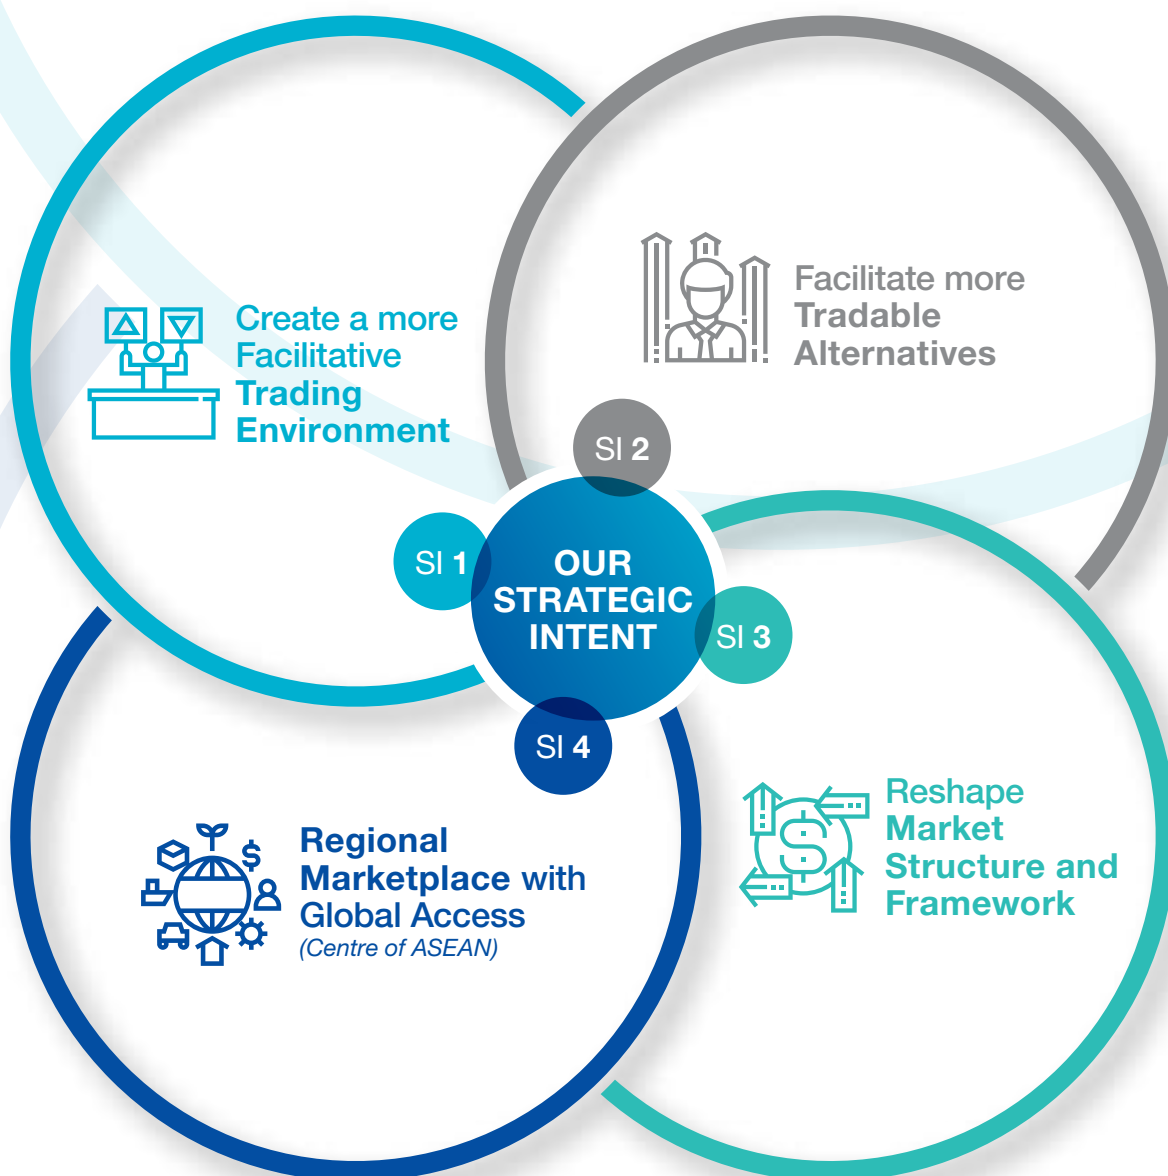 Create a more
Facilitative
Trading
Environment
Facilitate more
Tradable
Alternatives
SI 2
SI 1
OUR
STRATEGIC
INTENT
SI 3
SI 4
Regional
Marketplace with
Global Access
(Centre of ASEAN)
Reshape
Market
Structure and
Framework